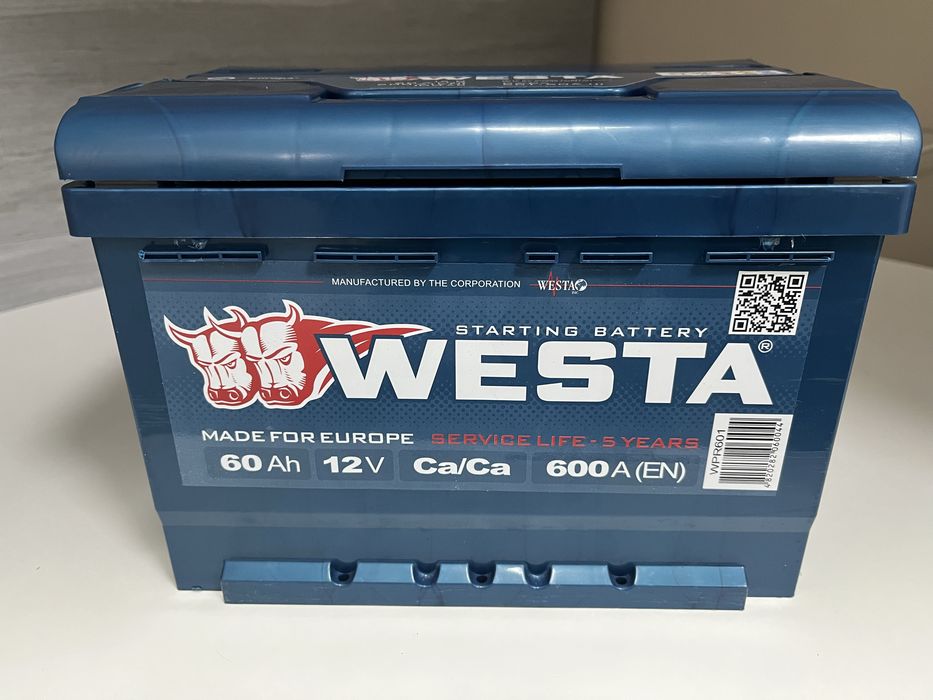 MANUFACTURED BY THE CORPORATION WESTA
STARTING BATTERY
WESTA®
MADE FOR EUROPE SERVICE LIFE - 5 YEARS
60 Ah 12 V Ca/Ca 600 A (EN)
WPR601
4820282060044